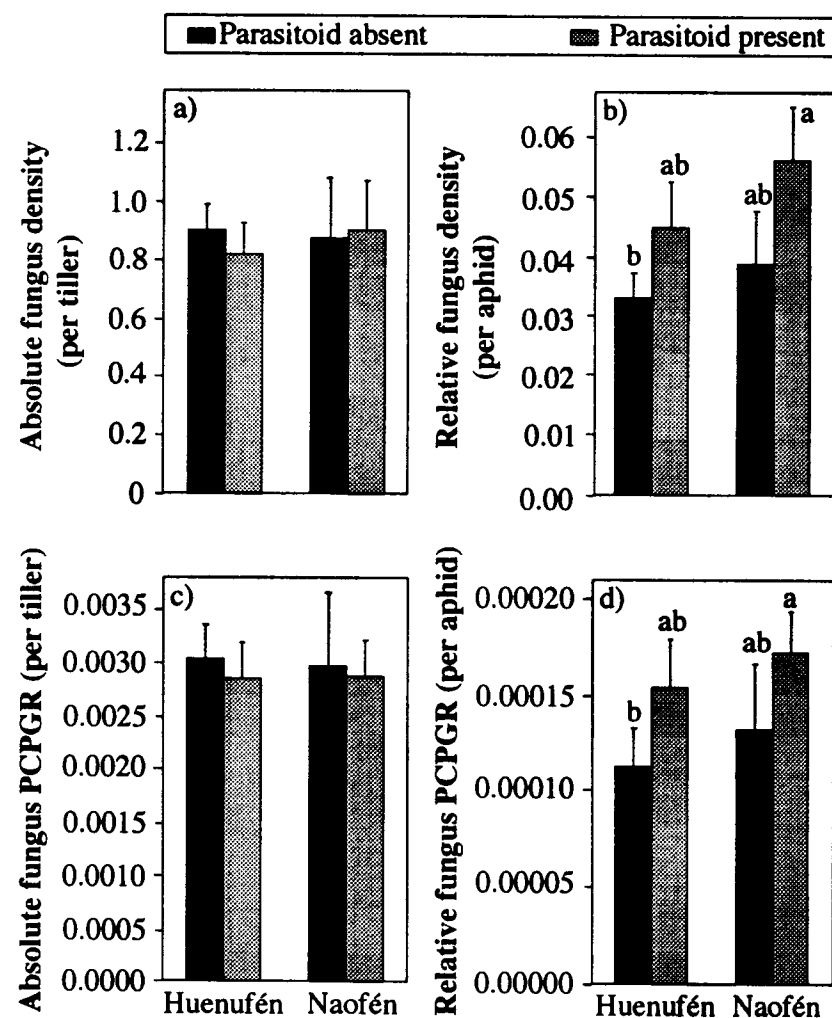 Parasitoid absent Parasitoid present
a)
Absolute fungus density
(per tiller)
1.2
1.0
0.8
0.6
0.4
0.2
0
b)
Relative fungus density
(per aphid)
0.06
0.05
0.04
0.03
0.02
0.01
0.00
b
ab
ab
a
c)
Absolute fungus PCPGR (per tiller)
0.0035
0.0030
0.0025
0.0020
0.0015
0.0010
0.0005
0.0000
Huenufén Naofén
d)
Relative fungus PCPGR (per aphid)
0.00020
0.00015
0.00010
0.00005
0.00000
b
ab
ab
a
Huenufén Naofén